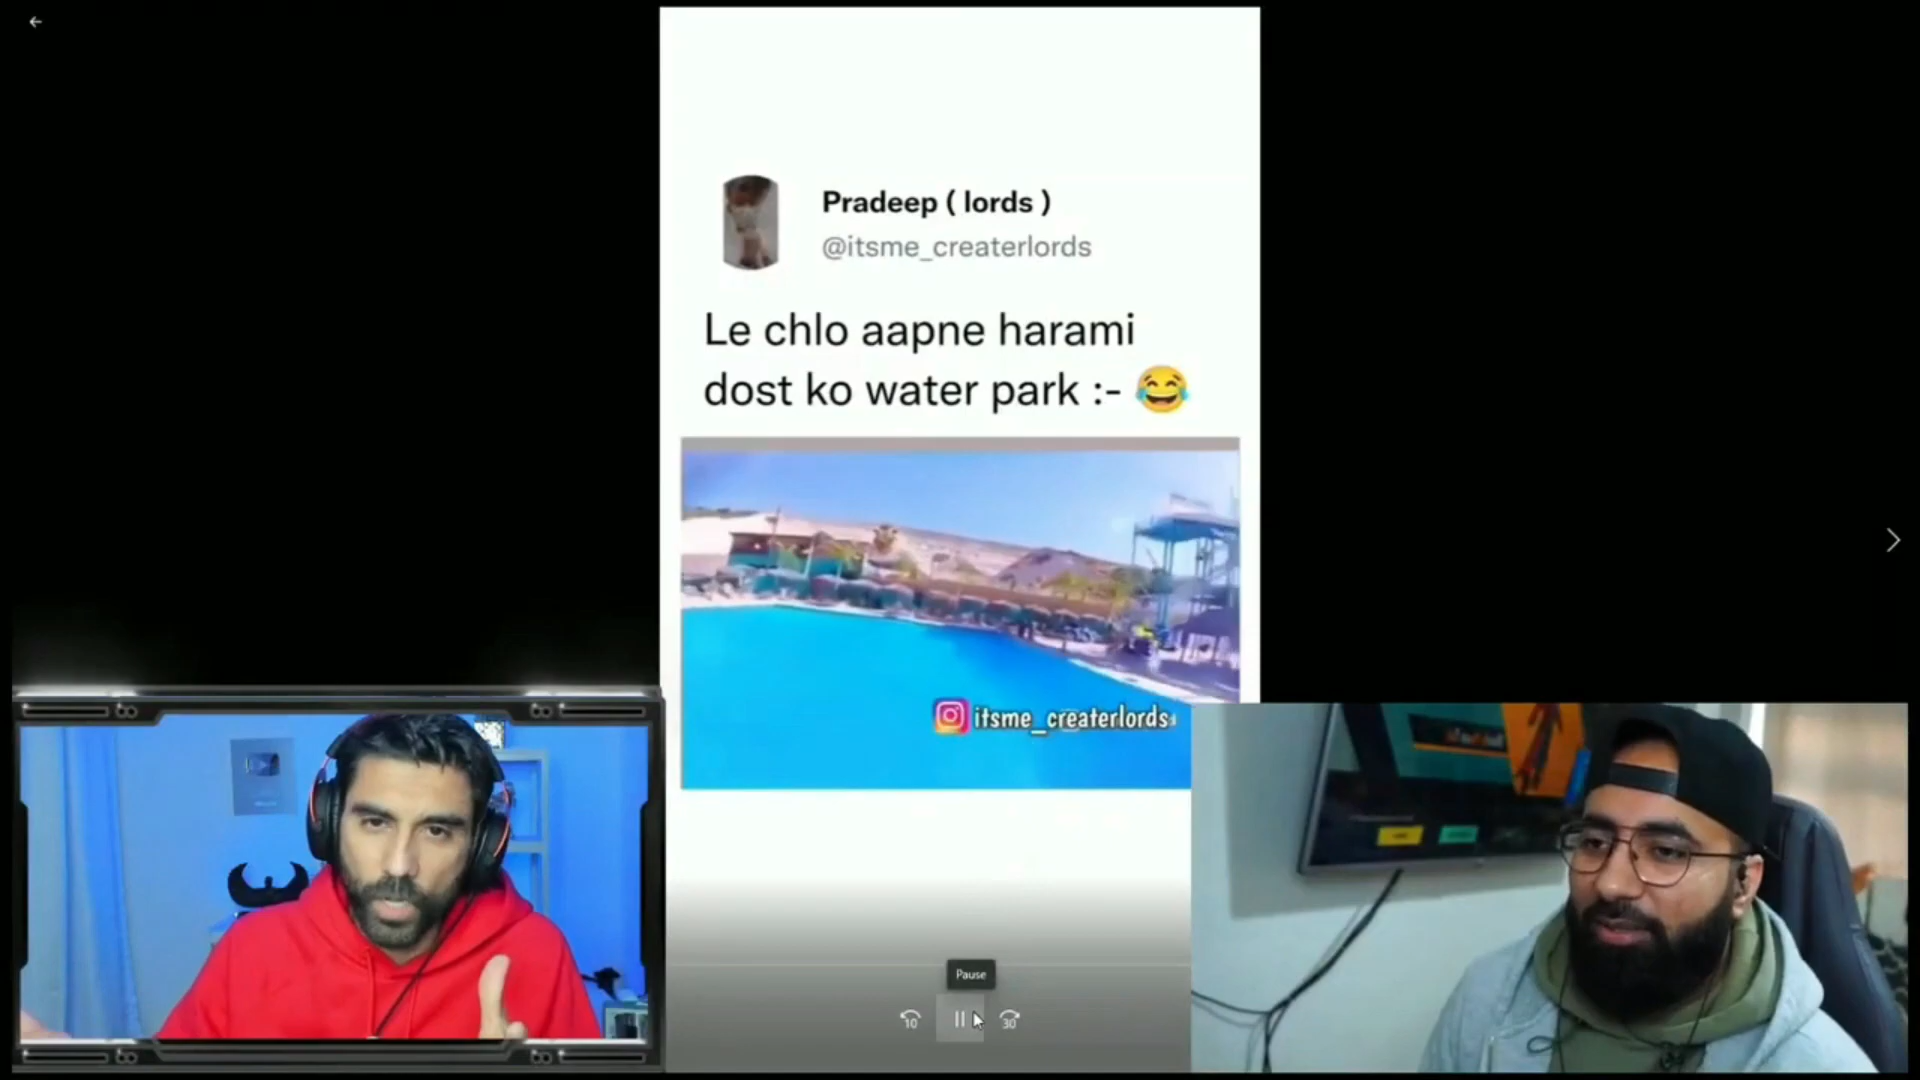 Pradeep ( lords )
@itsme_createrlords
Le chlo aapne harami
dost ko water park :- 😂
itsme_createrlords
Pause
10
30